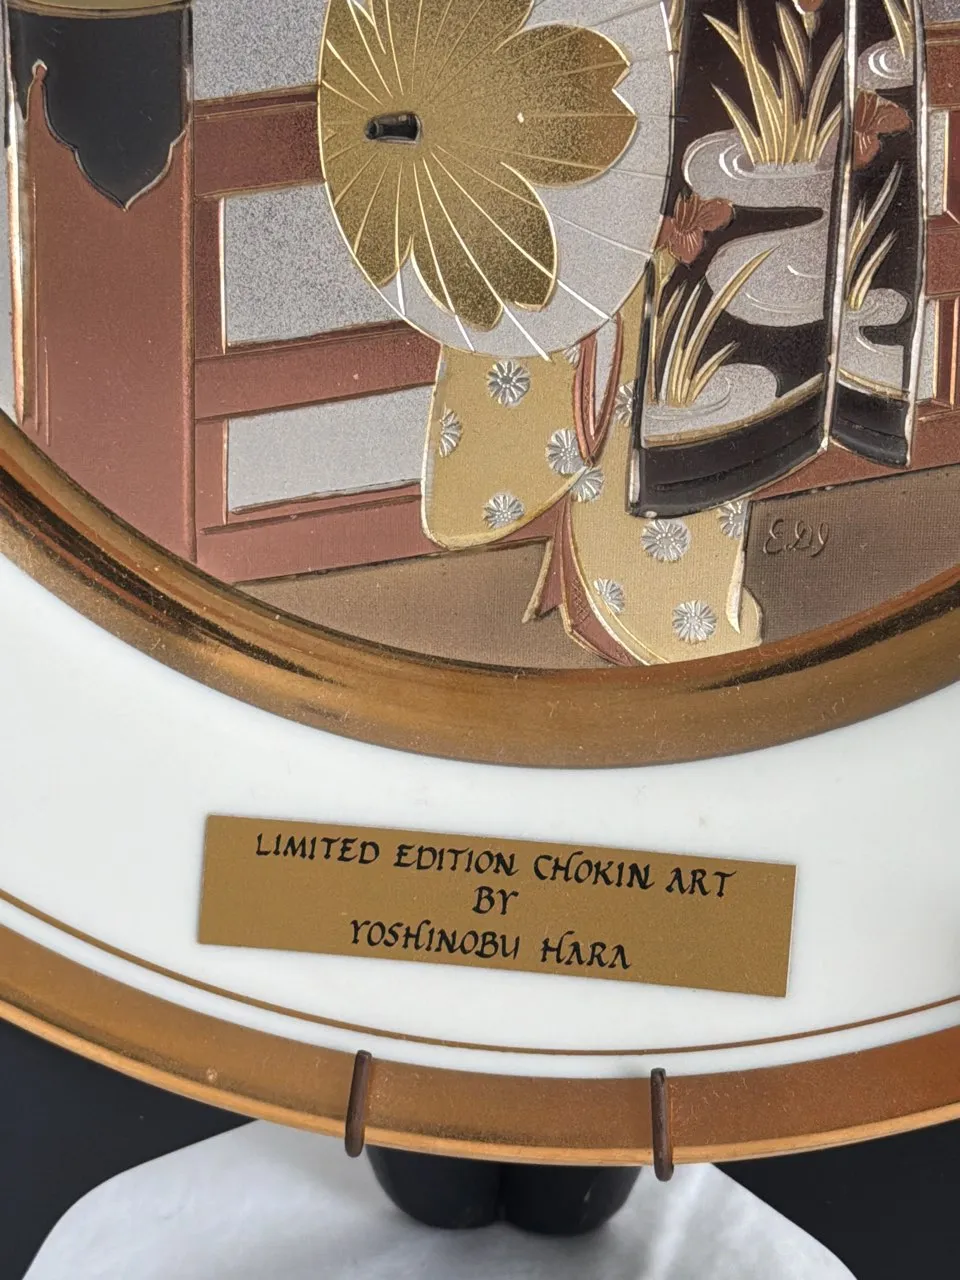 LIMITED EDITION CHOKIN ART
BY
YOSHINOBU HARA